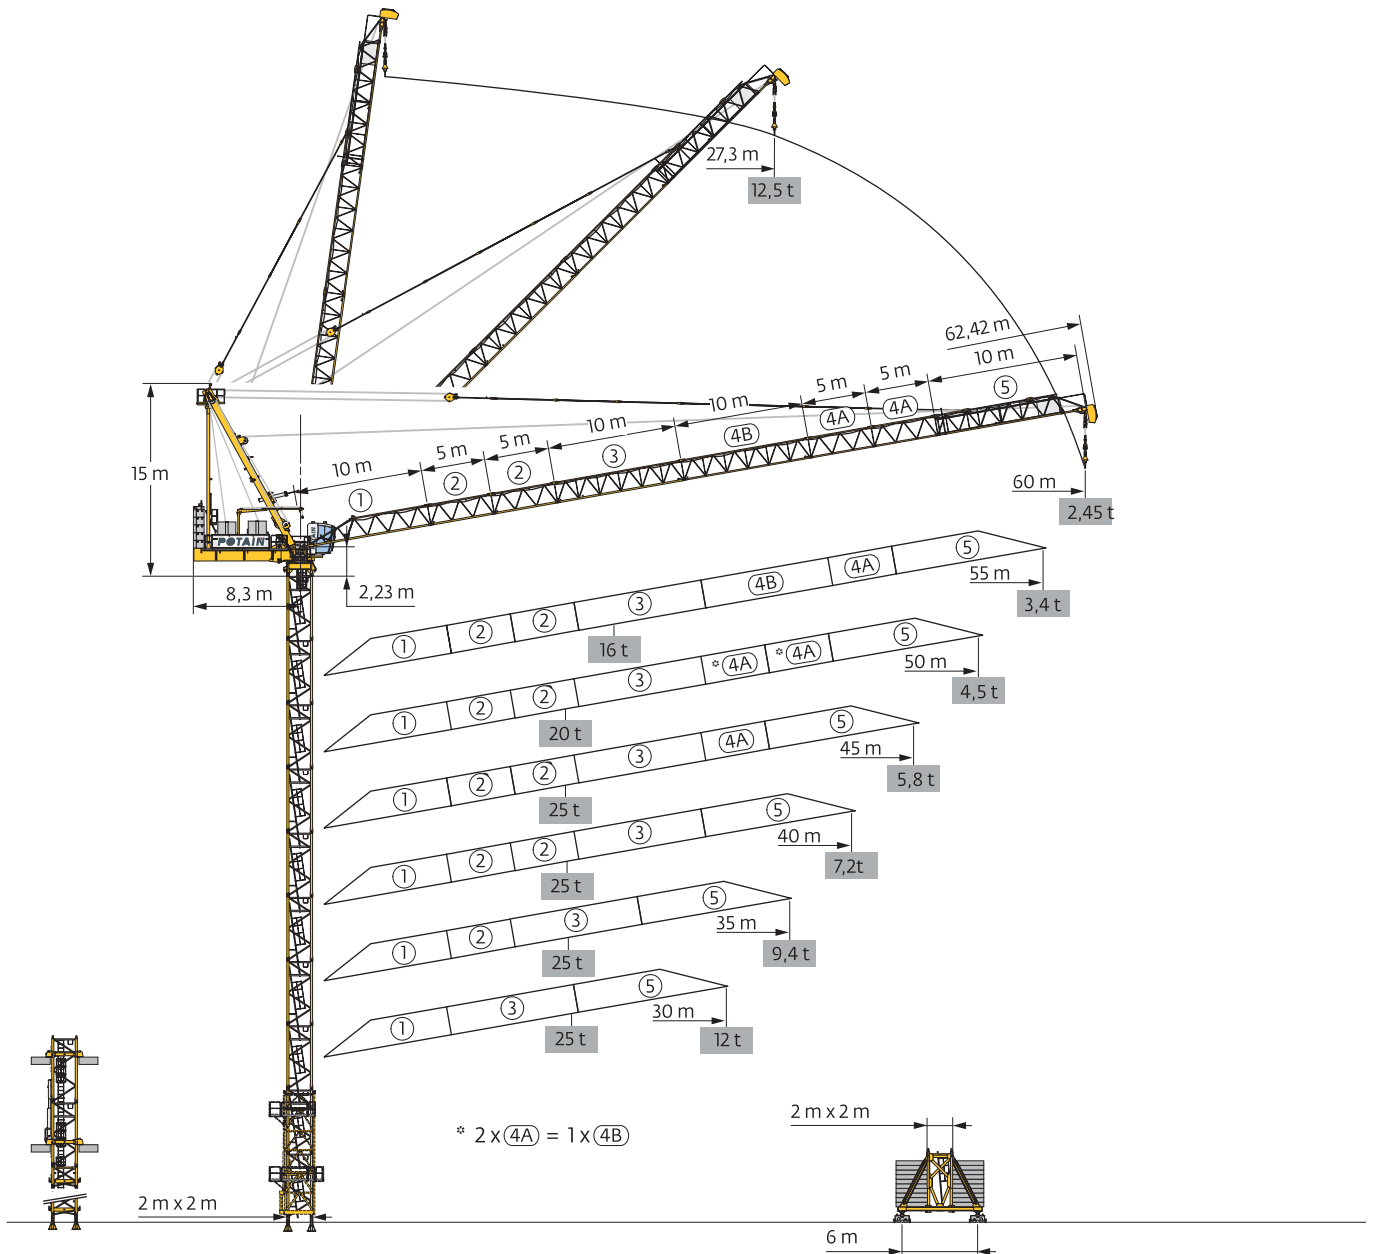 27,3 m
12,5 t
62,42 m
10 m
5 m
5 m
10 m
10 m
5 m
5 m
10 m
5
4A
4A
4B
3
2
2
1
15 m
POTAIN
60 m
2,45 t
8,3 m
2,23 m
1 2 2 3 4B 4A 5
55 m
3,4 t
16 t
1 2 2 3 * 4A * 4A 5
50 m
4,5 t
20 t
1 2 2 3 4A 5
45 m
5,8 t
25 t
1 2 2 3 5
40 m
7,2t
25 t
1 2 3 5
35 m
9,4 t
25 t
1 3 5
30 m
12 t
25 t
* 2 x 4A = 1 x 4B
2 m x 2 m
2 m x 2 m
6 m